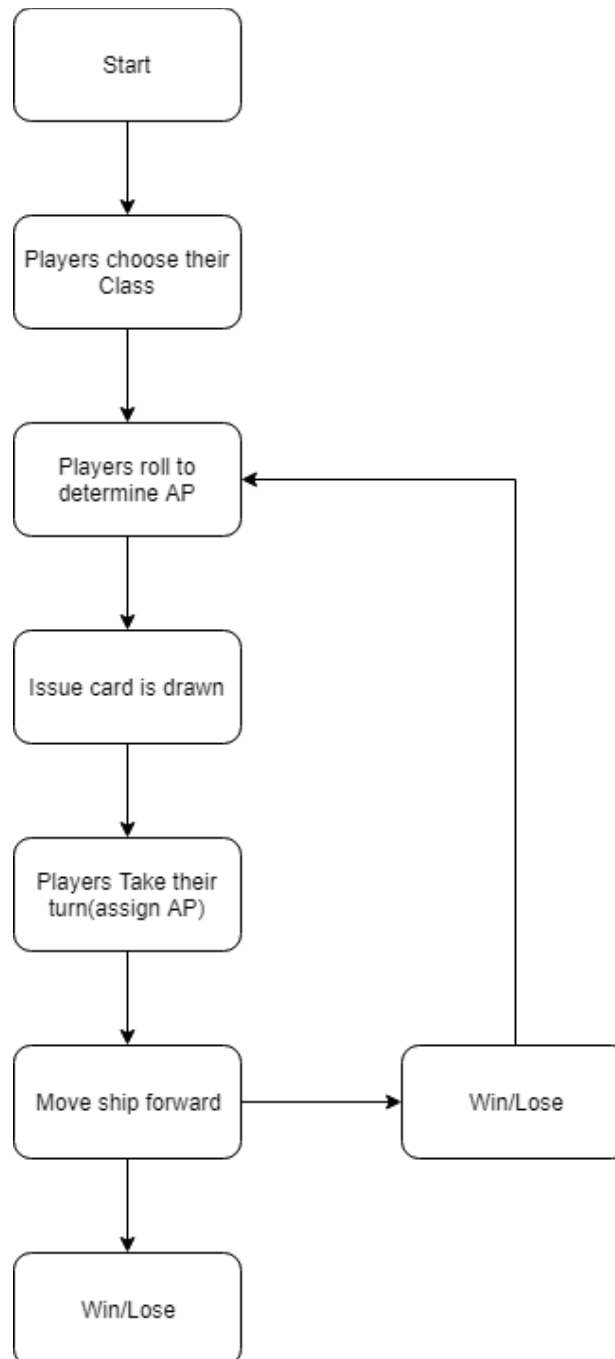 Start
Players choose their
Class
Players roll to
determine AP
Issue card is drawn
Players Take their
turn(assign AP)
Move ship forward
Win/Lose
Win/Lose